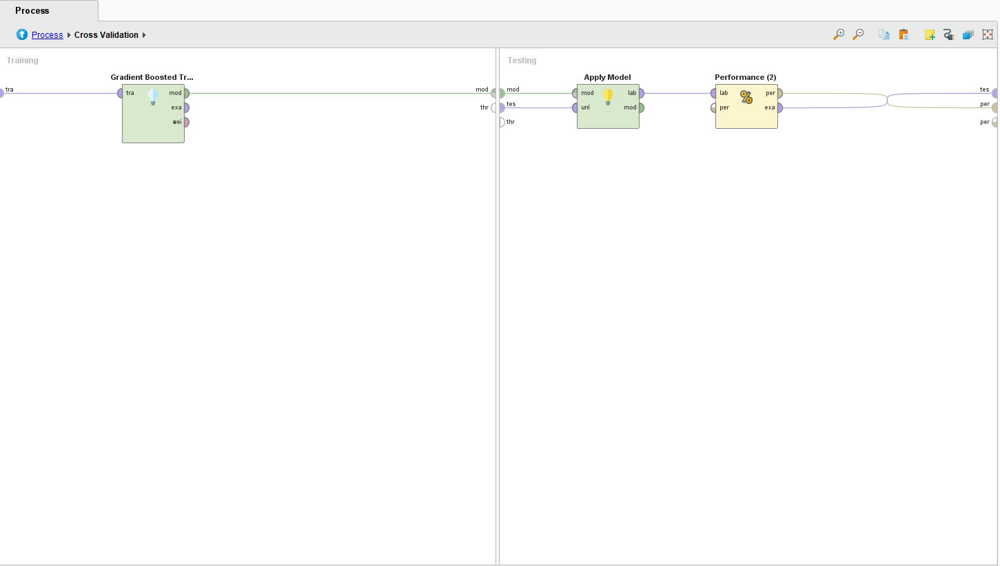 Process
Process Cross Validation
Training
Testing
Gradient Boosted Tr...
Apply Model
Performance (2)
tra
tra
mod
mod
mod
mod
lab
lab
per
tes
exa
thr
tes
unl
mod
per
exa
per
wei
thr
per